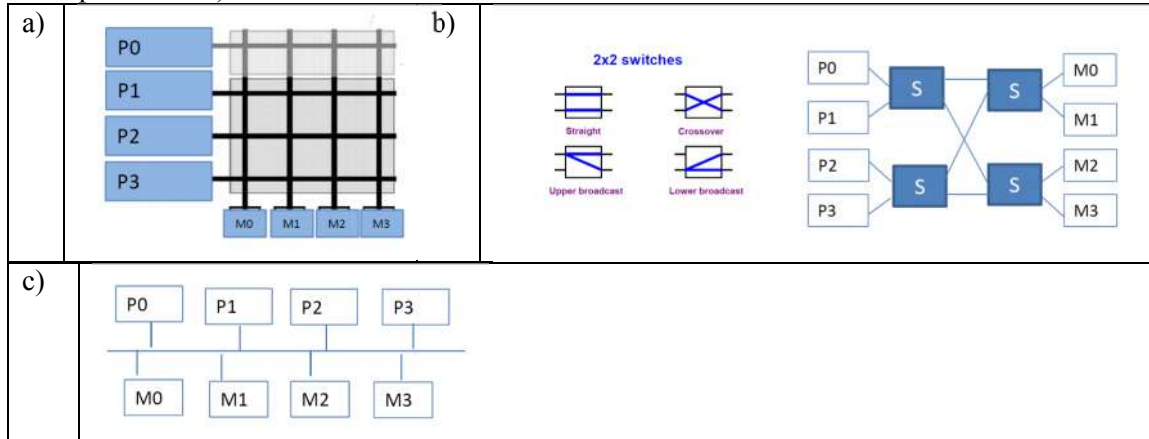 a)
P0
P1
P2
P3
M0 M1 M2 M3
b)
2x2 switches
Straight Crossover
Upper broadcast Lower broadcast
P0
P1
P2
P3
S S
S S
M0
M1
M2
M3
c)
P0 P1 P2 P3
M0 M1 M2 M3